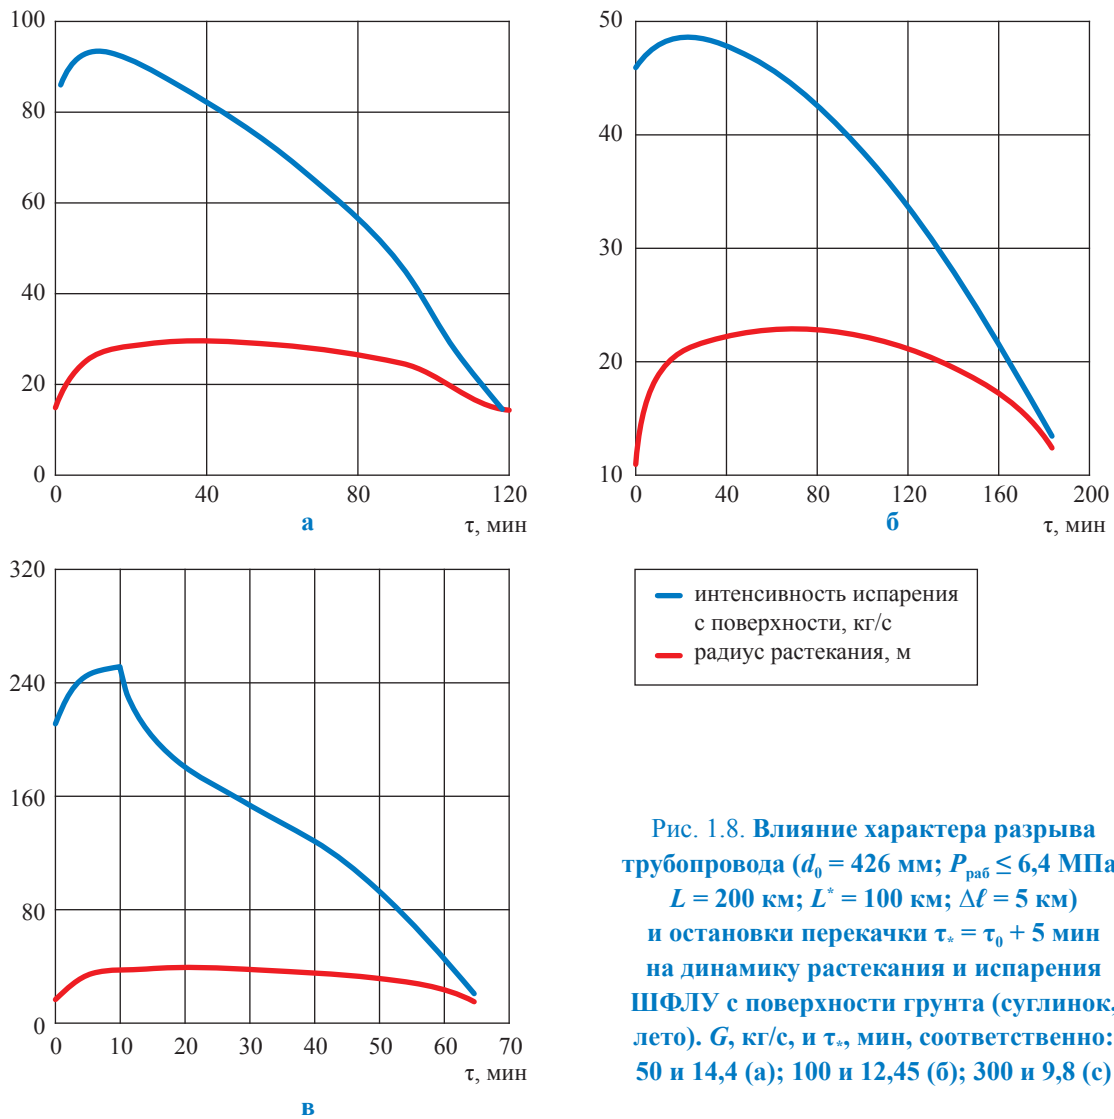 100
80
60
40
20
0
0 40 80 120
τ, мин
а
50
40
30
20
10
0 40 80 120 160 200
τ, мин
б
320
240
160
80
0
0 10 20 30 40 50 60 70
τ, мин
в
интенсивность испарения
с поверхности, кг/с
радиус растекания, м
Рис. 1.8. Влияние характера разрыва
трубопровода (d₀ = 426 мм; Pраб ≤ 6,4 МПа
L = 200 км; L* = 100 км; Δℓ = 5 км)
и остановки перекачки τ* = τ₀ + 5 мин
на динамику растекания и испарения
ШФЛУ с поверхности грунта (суглинок,
лето). G, кг/с, и τ*, мин, соответственно:
50 и 14,4 (а); 100 и 12,45 (б); 300 и 9,8 (с)